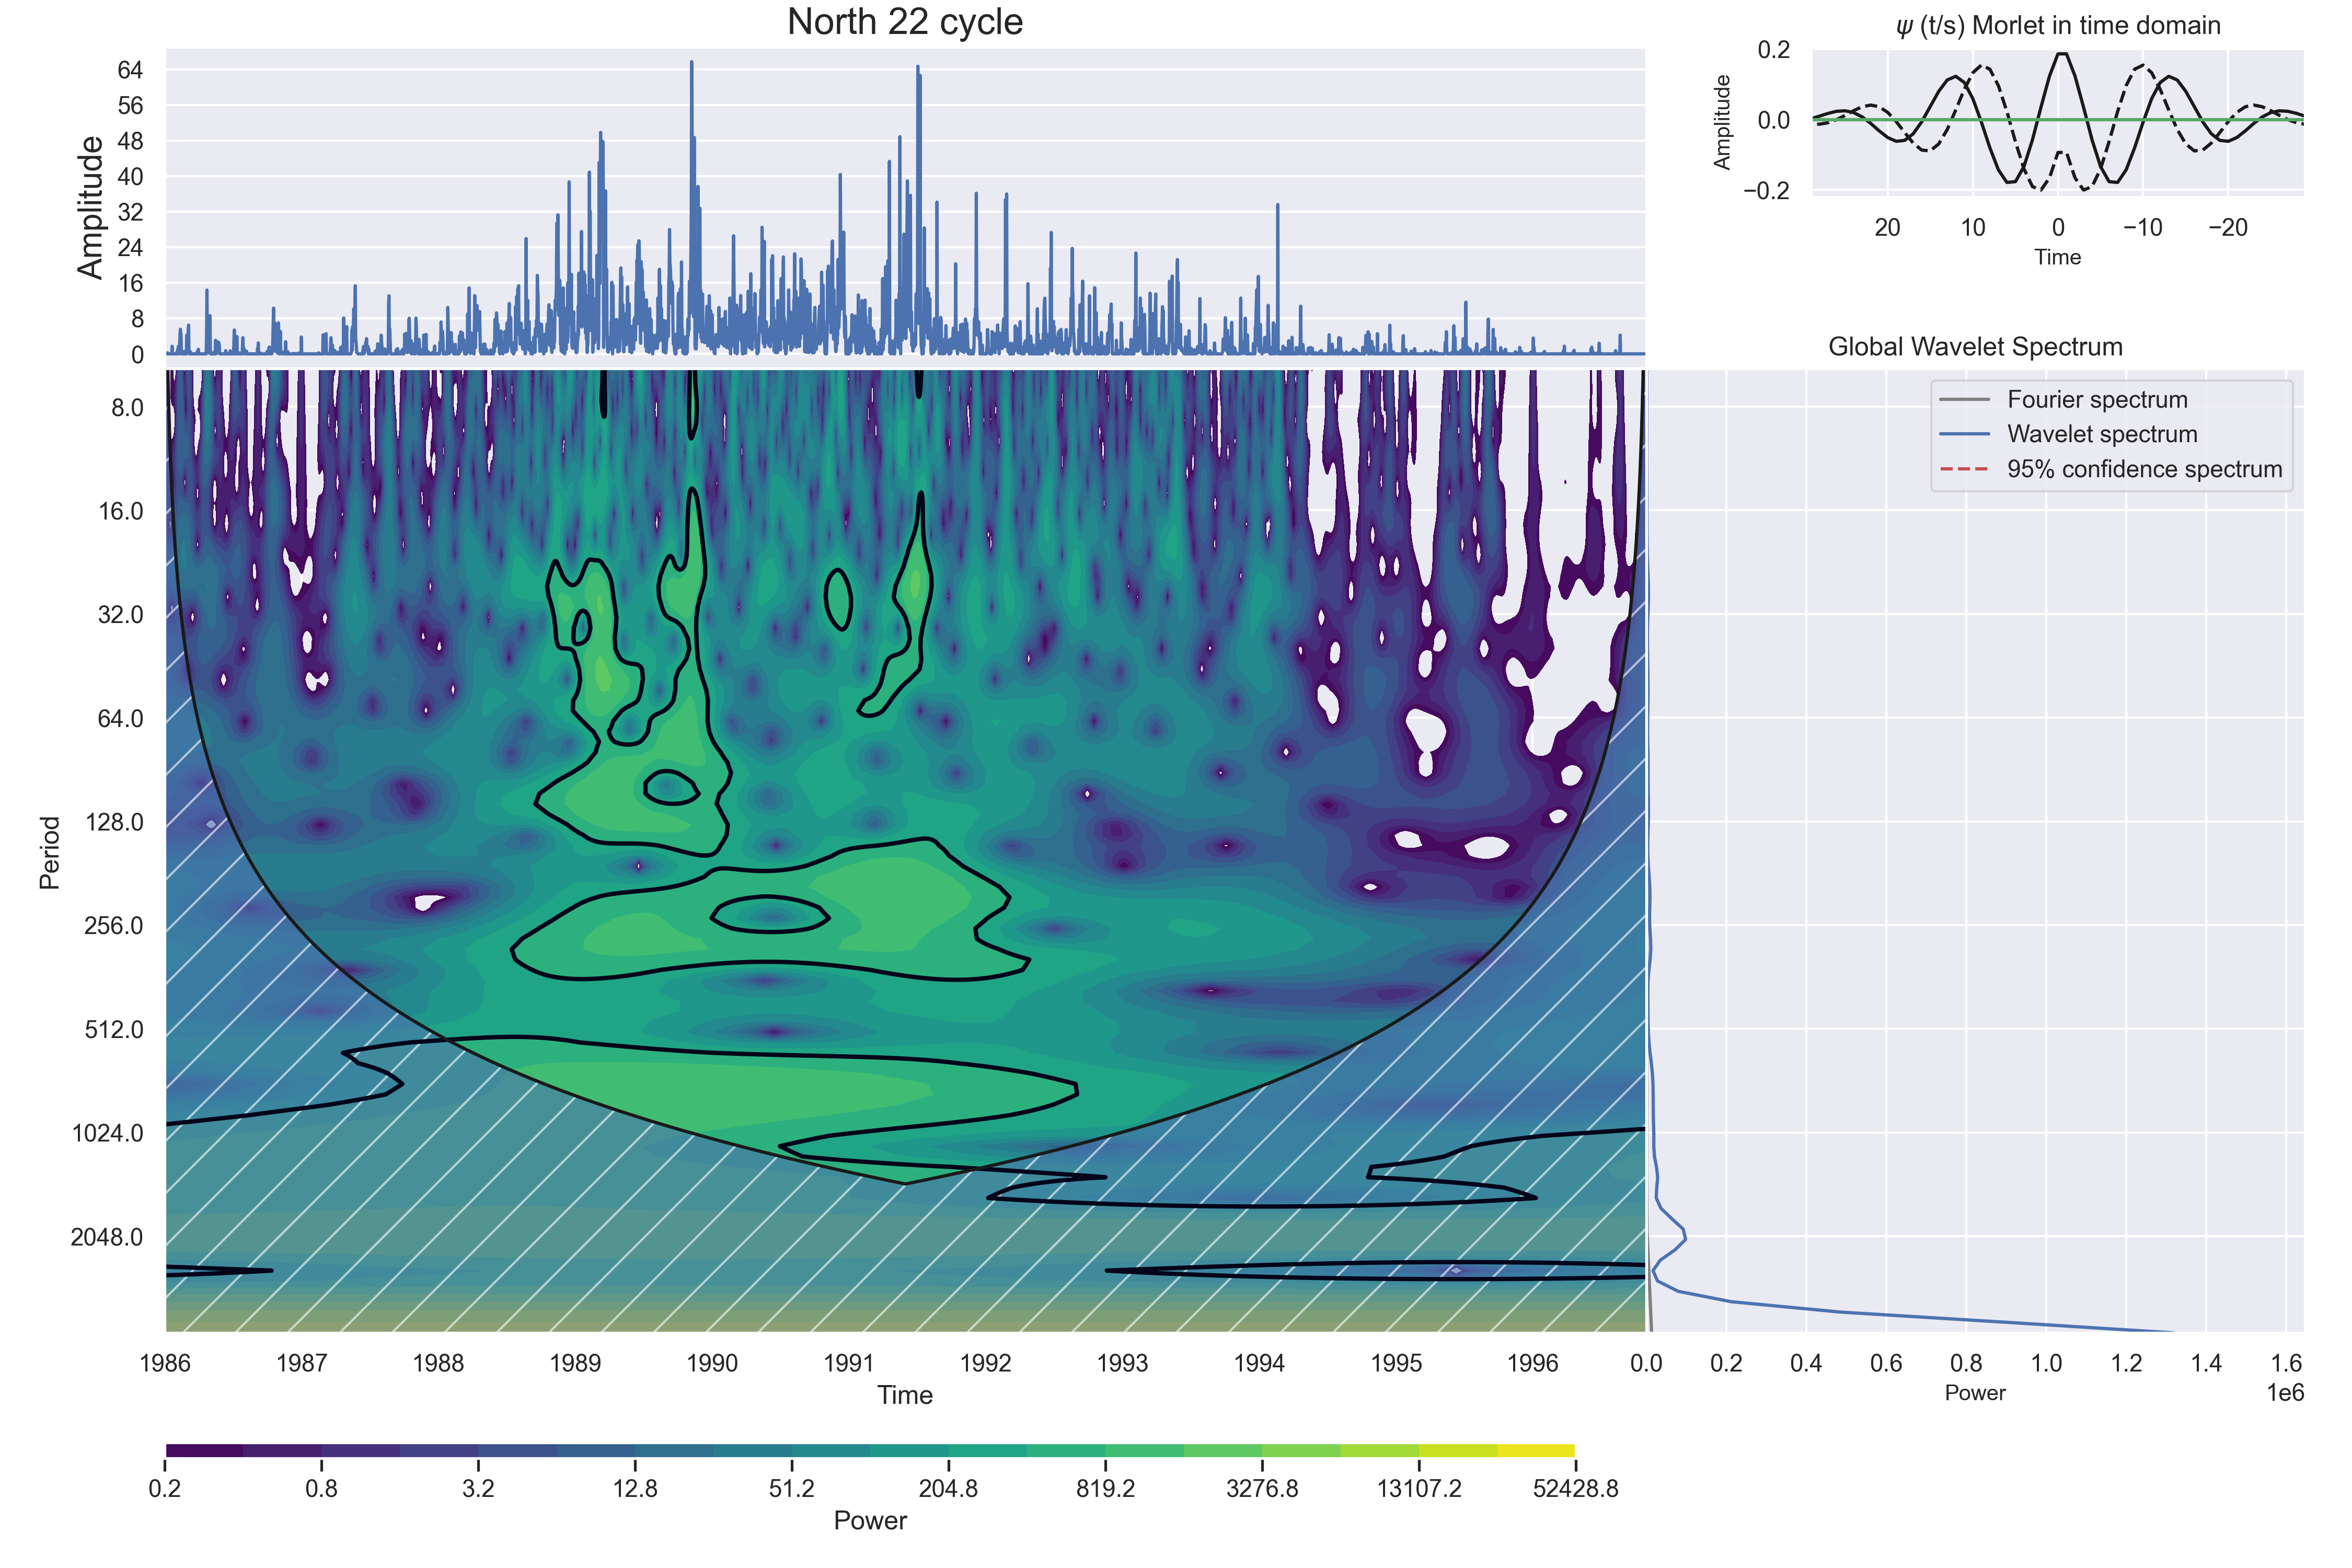 North 22 cycle
Amplitude
64
56
48
40
32
24
16
8
0
ψ (t/s) Morlet in time domain
Amplitude
0.2
0.0
−0.2
20 10 0 −10 −20
Time
Period
8.0
16.0
32.0
64.0
128.0
256.0
512.0
1024.0
2048.0
1986 1987 1988 1989 1990 1991 1992 1993 1994 1995 1996
Time
Global Wavelet Spectrum
Fourier spectrum
Wavelet spectrum
95% confidence spectrum
0.0 0.2 0.4 0.6 0.8 1.0 1.2 1.4 1.6
Power
1e6
0.2 0.8 3.2 12.8 51.2 204.8 819.2 3276.8 13107.2 52428.8
Power